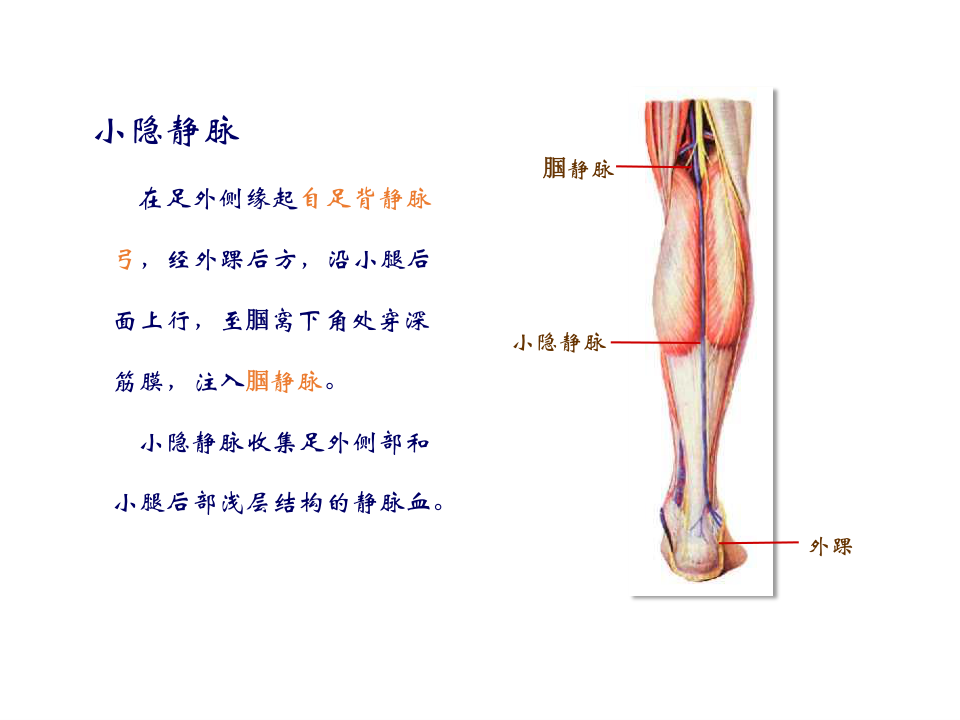 小隐静脉
在足外侧缘起自足背静脉
弓，经外踝后方，沿小腿后
面上行，至腘窝下角处穿深
筋膜，注入腘静脉。
小隐静脉收集足外侧部和
小腿后部浅层结构的静脉血。
腘静脉
小隐静脉
外踝